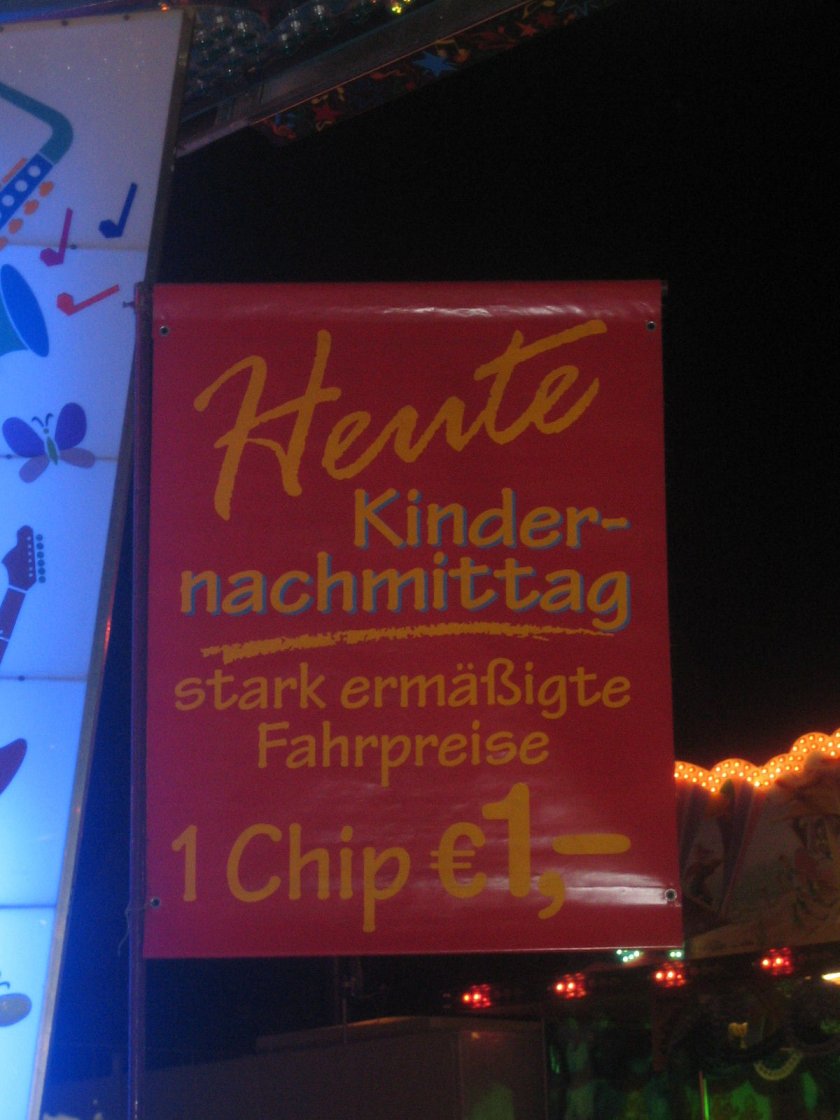 Heute
Kinder-
nachmittag
stark ermäßigte
Fahrpreise
1 Chip €1,-